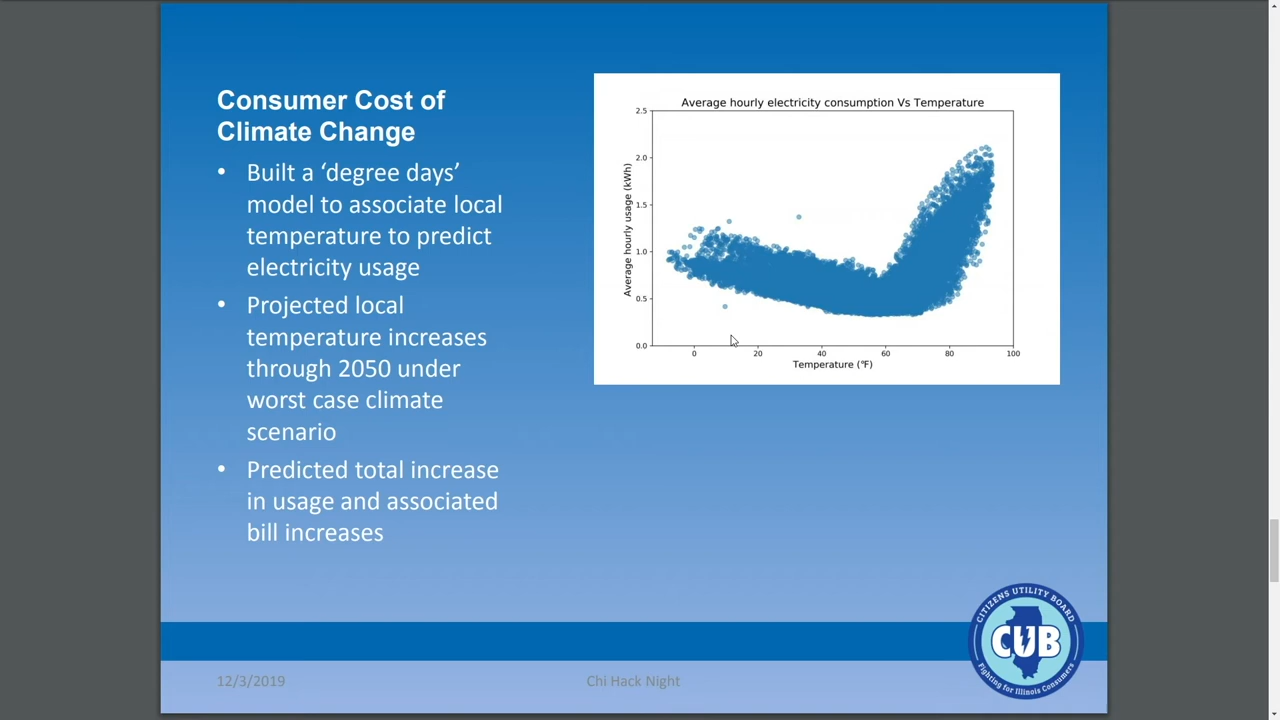 Consumer Cost of
Climate Change
• Built a ‘degree days’
model to associate local
temperature to predict
electricity usage
• Projected local
temperature increases
through 2050 under
worst case climate
scenario
• Predicted total increase
in usage and associated
bill increases
Average hourly electricity consumption Vs Temperature
Average hourly usage (kWh)
2.5
2.0
1.5
1.0
0.5
0.0
0 20 40 60 80 100
Temperature (°F)
CITIZENS UTILITY BOARD
CUB
Fighting for Illinois Consumers
12/3/2019
Chi Hack Night